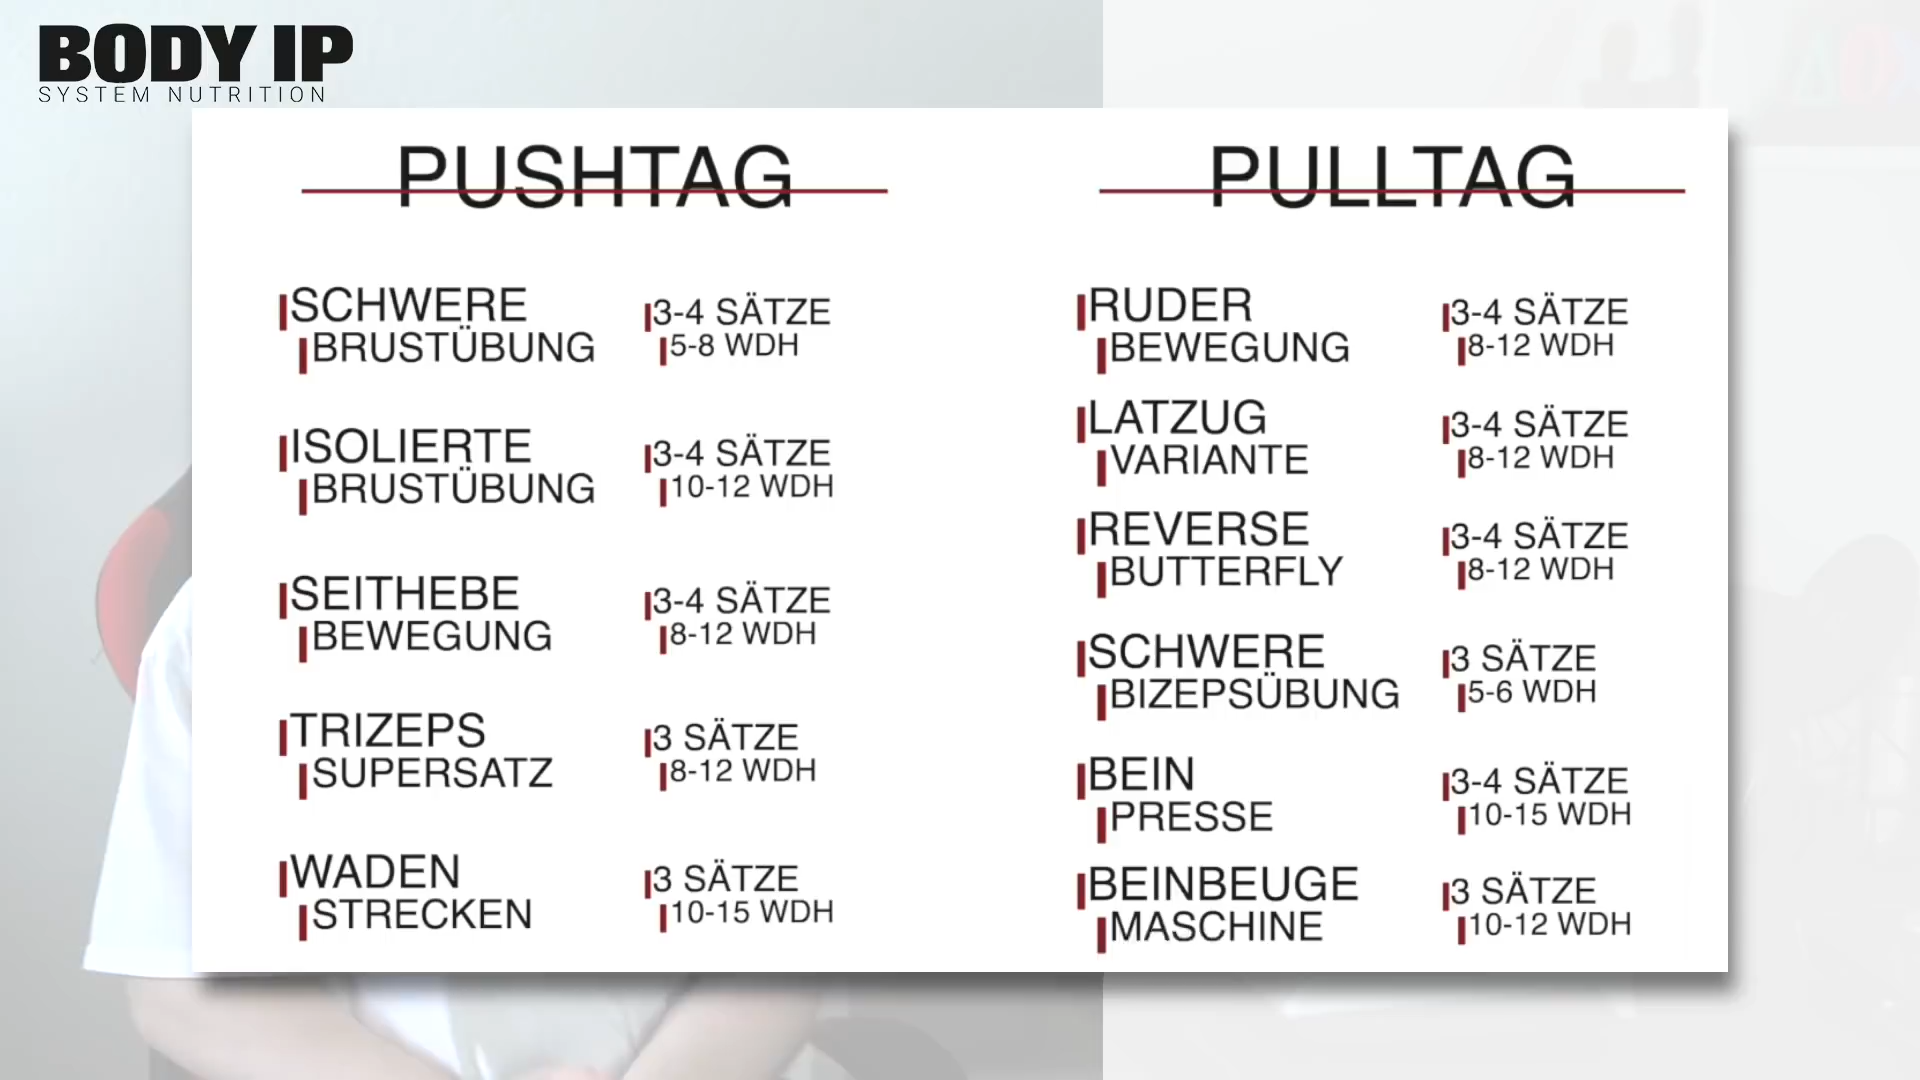 BODY IP
SYSTEM NUTRITION
PUSHTAG
SCHWERE
BRUSTÜBUNG
3-4 SÄTZE
5-8 WDH
ISOLIERTE
BRUSTÜBUNG
3-4 SÄTZE
10-12 WDH
SEITHEBE
BEWEGUNG
3-4 SÄTZE
8-12 WDH
TRIZEPS
SUPERSATZ
3 SÄTZE
8-12 WDH
WADEN
STRECKEN
3 SÄTZE
10-15 WDH
PULLTAG
RUDER
BEWEGUNG
3-4 SÄTZE
8-12 WDH
LATZUG
VARIANTE
3-4 SÄTZE
8-12 WDH
REVERSE
BUTTERFLY
3-4 SÄTZE
8-12 WDH
SCHWERE
BIZEPSÜBUNG
3 SÄTZE
5-6 WDH
BEIN
PRESSE
3-4 SÄTZE
10-15 WDH
BEINBEUGE
MASCHINE
3 SÄTZE
10-12 WDH